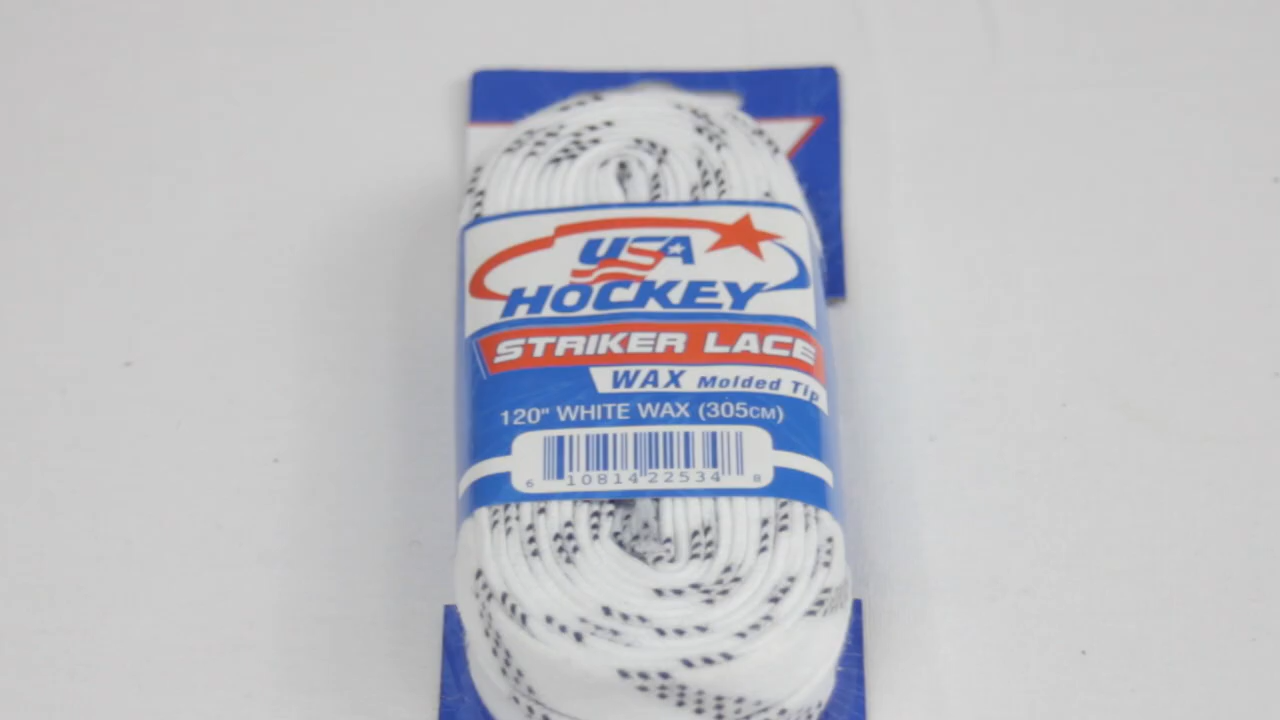 USA
HOCKEY
STRIKER LACE
WAX Molded Tip
120" WHITE WAX (305CM)
6 10814 22534 8